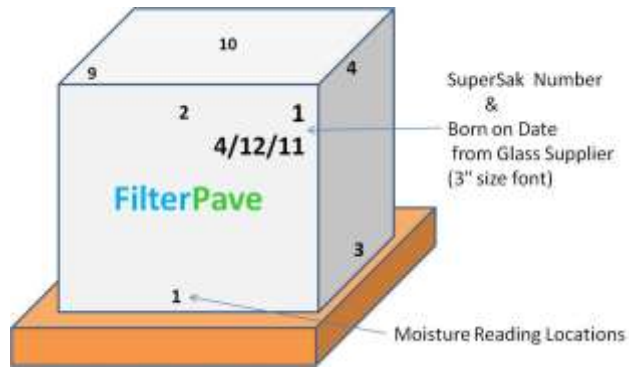 10
9
4
2
1
4/12/11
FilterPave
3
1
SuperSak Number
&
Born on Date
from Glass Supplier
(3" size font)
Moisture Reading Locations